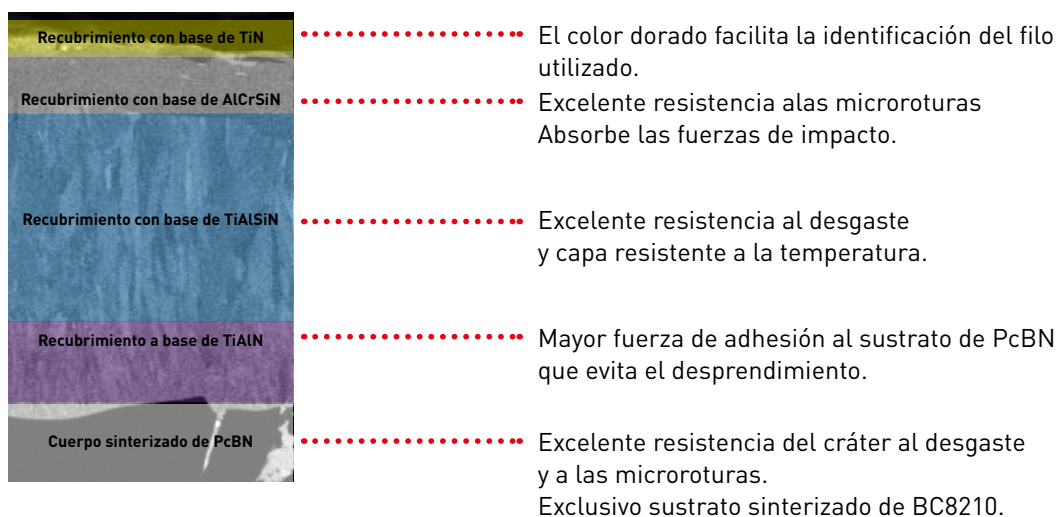 Recubrimiento con base de TiN
El color dorado facilita la identificación del filo
utilizado.
Recubrimiento con base de AlCrSiN
Excelente resistencia alas microroturas
Absorbe las fuerzas de impacto.
Recubrimiento con base de TiAlSiN
Excelente resistencia al desgaste
y capa resistente a la temperatura.
Recubrimiento a base de TiAlN
Mayor fuerza de adhesión al sustrato de PcBN
que evita el desprendimiento.
Cuerpo sinterizado de PcBN
Excelente resistencia del cráter al desgaste
y a las microroturas.
Exclusivo sustrato sinterizado de BC8210.